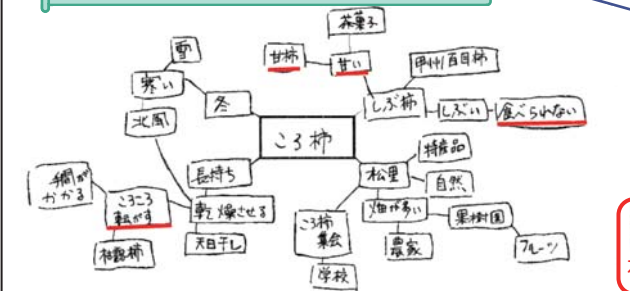 茶菓子
雪
甘柿
甘い
甲州百目柿
寒い
冬
しぶ柿
しぶい
食べられない
北風
ころ柿
特産品
長持ち
松里
自然
手間が
かかる
ころころ
転がす
乾燥させる
畑が多い
果樹園
枯露柿
天日干し
ころ柿
集会
農家
フルーツ
学校